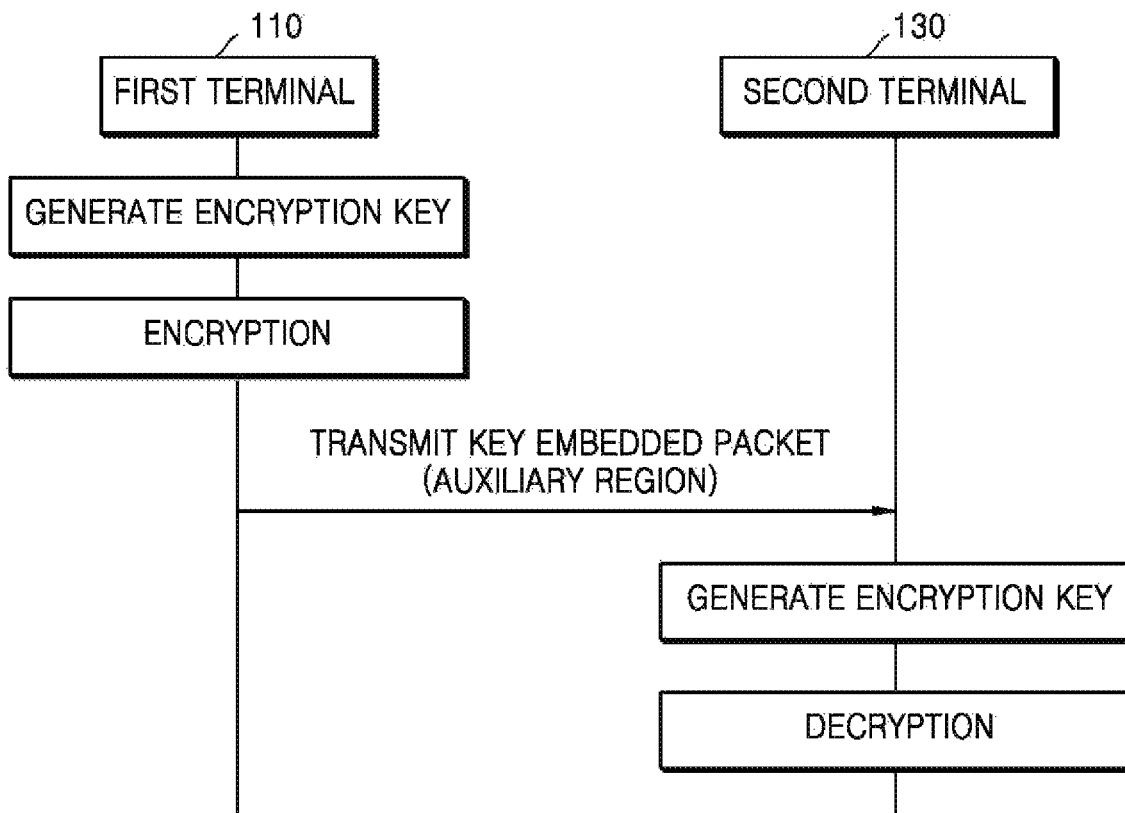 110
130
FIRST TERMINAL
SECOND TERMINAL
GENERATE ENCRYPTION KEY
ENCRYPTION
TRANSMIT KEY EMBEDDED PACKET
(AUXILIARY REGION)
GENERATE ENCRYPTION KEY
DECRYPTION